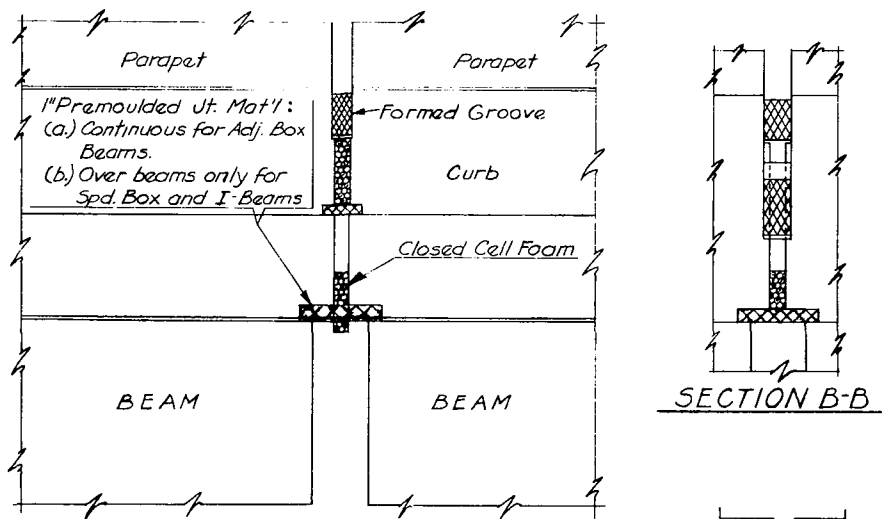 Parapet
Parapet
1" Premoulded Jt. Mat'l:
(a.) Continuous for Adj. Box
Beams.
(b.) Over beams only for
Spd. Box and I-Beams
Formed Groove
Curb
Closed Cell Foam
BEAM
BEAM
SECTION B-B